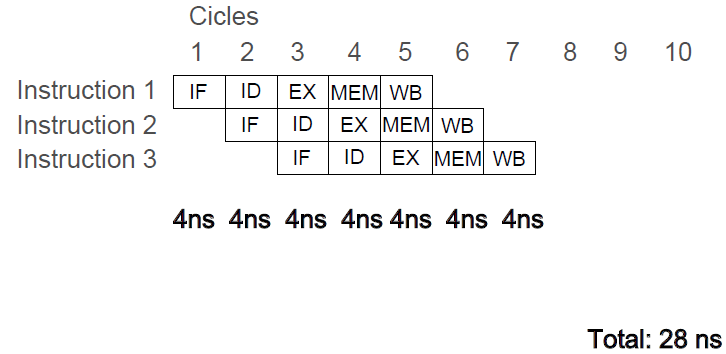 Cicles
1 2 3 4 5 6 7 8 9 10
Instruction 1 IF ID EX MEM WB
Instruction 2 IF ID EX MEM WB
Instruction 3 IF ID EX MEM WB
4ns 4ns 4ns 4ns 4ns 4ns 4ns
Total: 28 ns